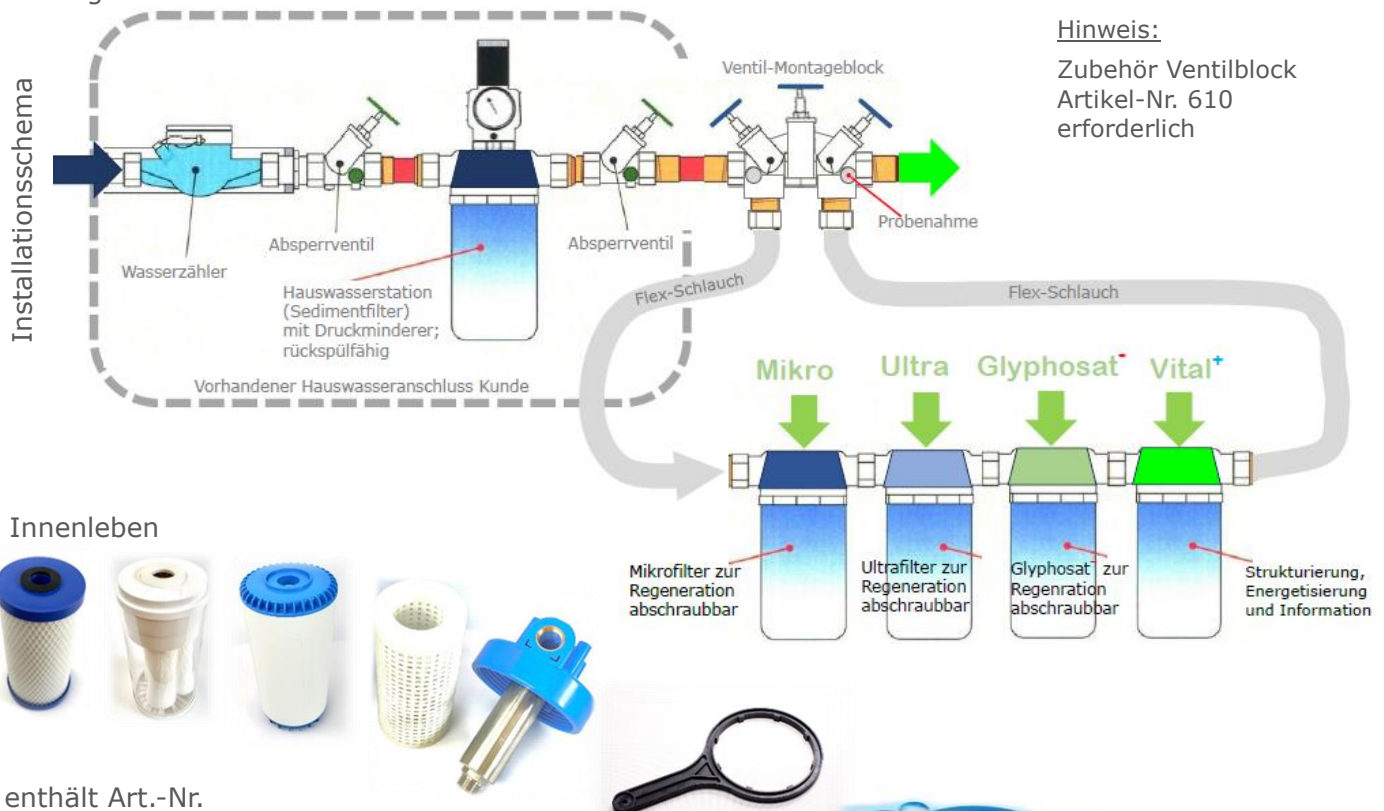 Hinweis:
Zubehör Ventilblock
Artikel-Nr. 610
erforderlich
Installationsschema
Ventil-Montageblock
Probenahme
Absperrventil
Absperrventil
Wasserzähler
Hauswasserstation
(Sedimentfilter)
mit Druckminderer;
rückspülfähig
Vorhandener Hauswasseranschluss Kunde
Flex-Schlauch
Flex-Schlauch
Mikro
Ultra
Glyphosat-
Vital+
Mikrofilter zur
Regeneration
abschraubbar
Ultrafilter zur
Regeneration
abschraubbar
Glyphosat- zur
Regenration
abschraubbar
Strukturierung,
Energetisierung
und Information
Innenleben
enthält Art.-Nr.